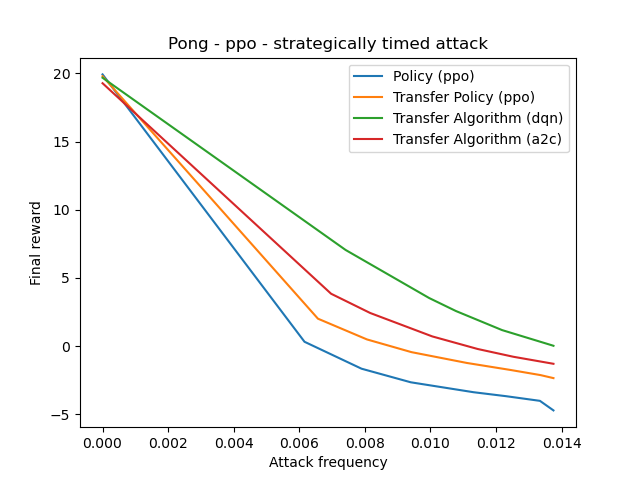 Pong - ppo - strategically timed attack
Policy (ppo)
Transfer Policy (ppo)
Transfer Algorithm (dqn)
Transfer Algorithm (a2c)
Final reward
20
15
10
5
0
−5
0.000 0.002 0.004 0.006 0.008 0.010 0.012 0.014
Attack frequency